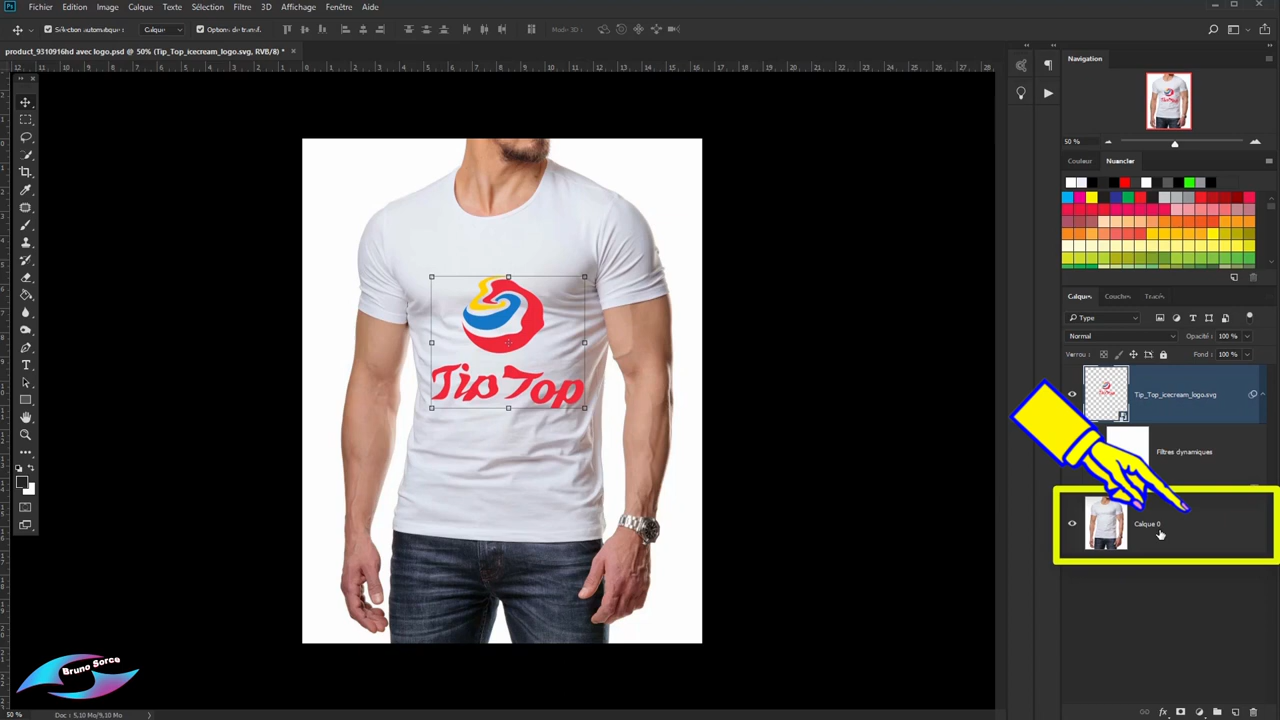 Ps Fichier Edition Image Calque Texte Sélection Filtre 3D Affichage Fenêtre Aide
Sélection automatique : Calque Options de transf. Mode 3D :
product_9310916hd avec logo.psd @ 50% (Tip_Top_icecream_logo.svg, RVB/8) * ×
Navigation
50 %
Couleur Nuancier
Calques Couches Tracés
Type
Normal Opacité : 100 %
Verrou : Fond : 100 %
Tip_Top_icecream_logo.svg
Filtres dynamiques
Calque 0
Tip Top
Bruno Sorce
50 % Doc : 5,10 Mo/9,10 Mo